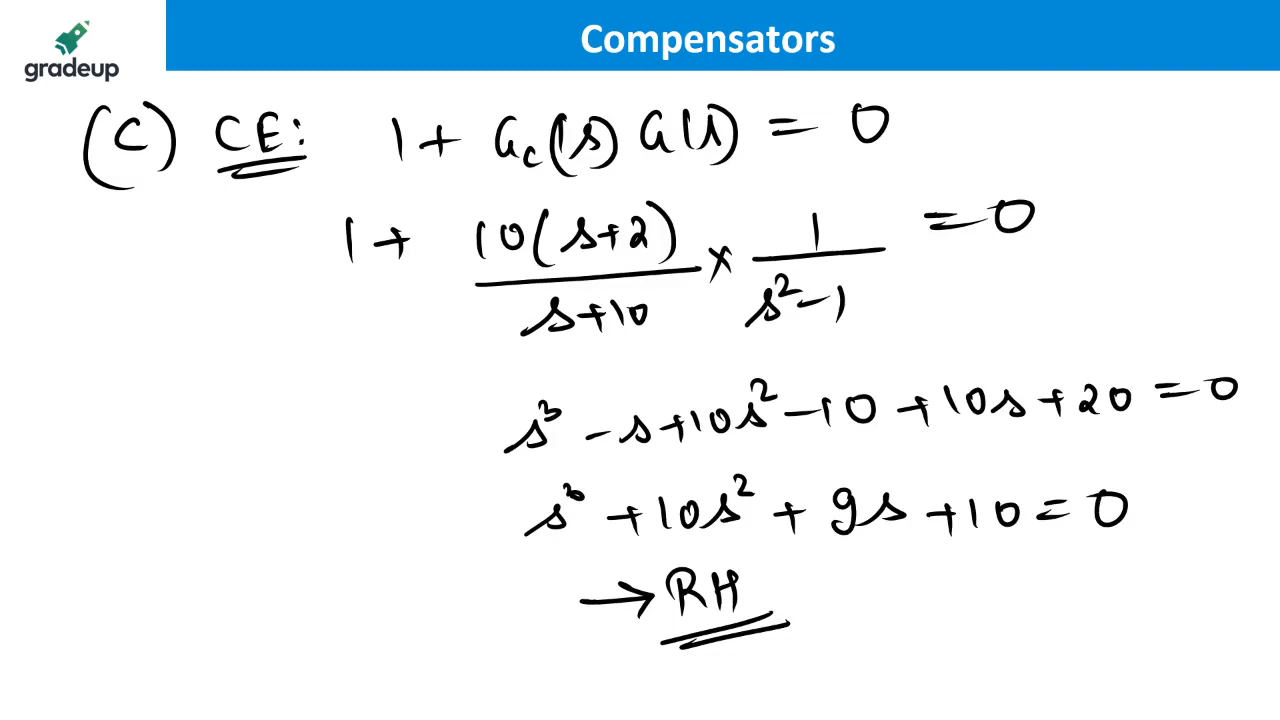 gradeup
Compensators
(C) CE: 1 + Gc(s) G(s) = 0
1 + 10(s+2)/s+10 × 1/s²-1 = 0
s³ - s + 10s² - 10 + 10s + 20 = 0
s³ + 10s² + 9s + 10 = 0
→ RH